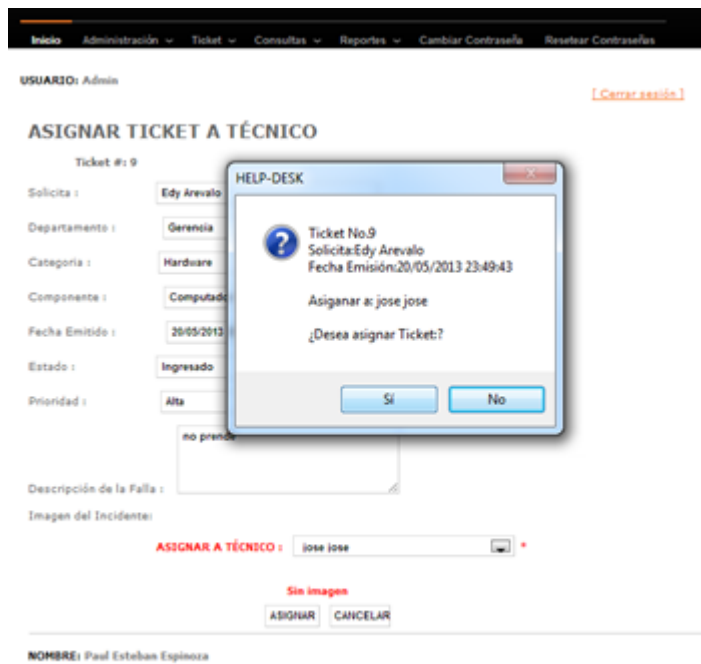 Inicio Administración Ticket Consultas Reportes Cambiar Contraseña Resetear Contraseñas
USUARIO: Admin
[ Cerrar sesión ]
ASIGNAR TICKET A TÉCNICO
Ticket #: 9
Solicita : Edy Arevalo
Departamento : Gerencia
Categoria : Hardware
Componente : Computado
Fecha Emitido : 20/05/2013
Estado : Ingresado
Prioridad : Alta
HELP-DESK
Ticket No.9
Solicita:Edy Arevalo
Fecha Emisión:20/05/2013 23:49:43
Asiganar a: jose jose
¿Desea asignar Ticket:?
Sí No
no prende
Descripción de la Falla :
Imagen del Incidente:
ASIGNAR A TÉCNICO : jose jose *
Sin imagen
ASIGNAR CANCELAR
NOMBRE: Paul Esteban Espinoza